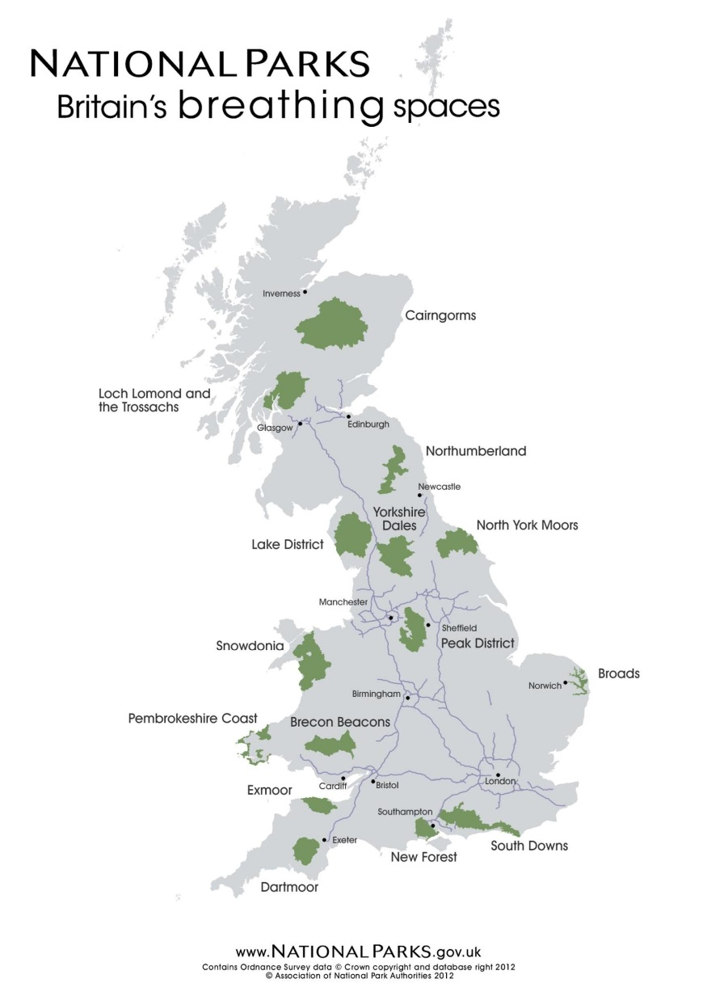 NATIONAL PARKS
Britain's breathing spaces
Inverness
Cairngorms
Loch Lomond and
the Trossachs
Glasgow
Edinburgh
Northumberland
Newcastle
Yorkshire
Dales
North York Moors
Lake District
Manchester
Sheffield
Peak District
Snowdonia
Broads
Norwich
Birmingham
Pembrokeshire Coast
Brecon Beacons
Exmoor
Cardiff
Bristol
London
Southampton
Exeter
New Forest
South Downs
Dartmoor
www.NATIONAL PARKS.gov.uk
Contains Ordnance Survey data © Crown copyright and database right 2012
© Association of National Park Authorities 2012